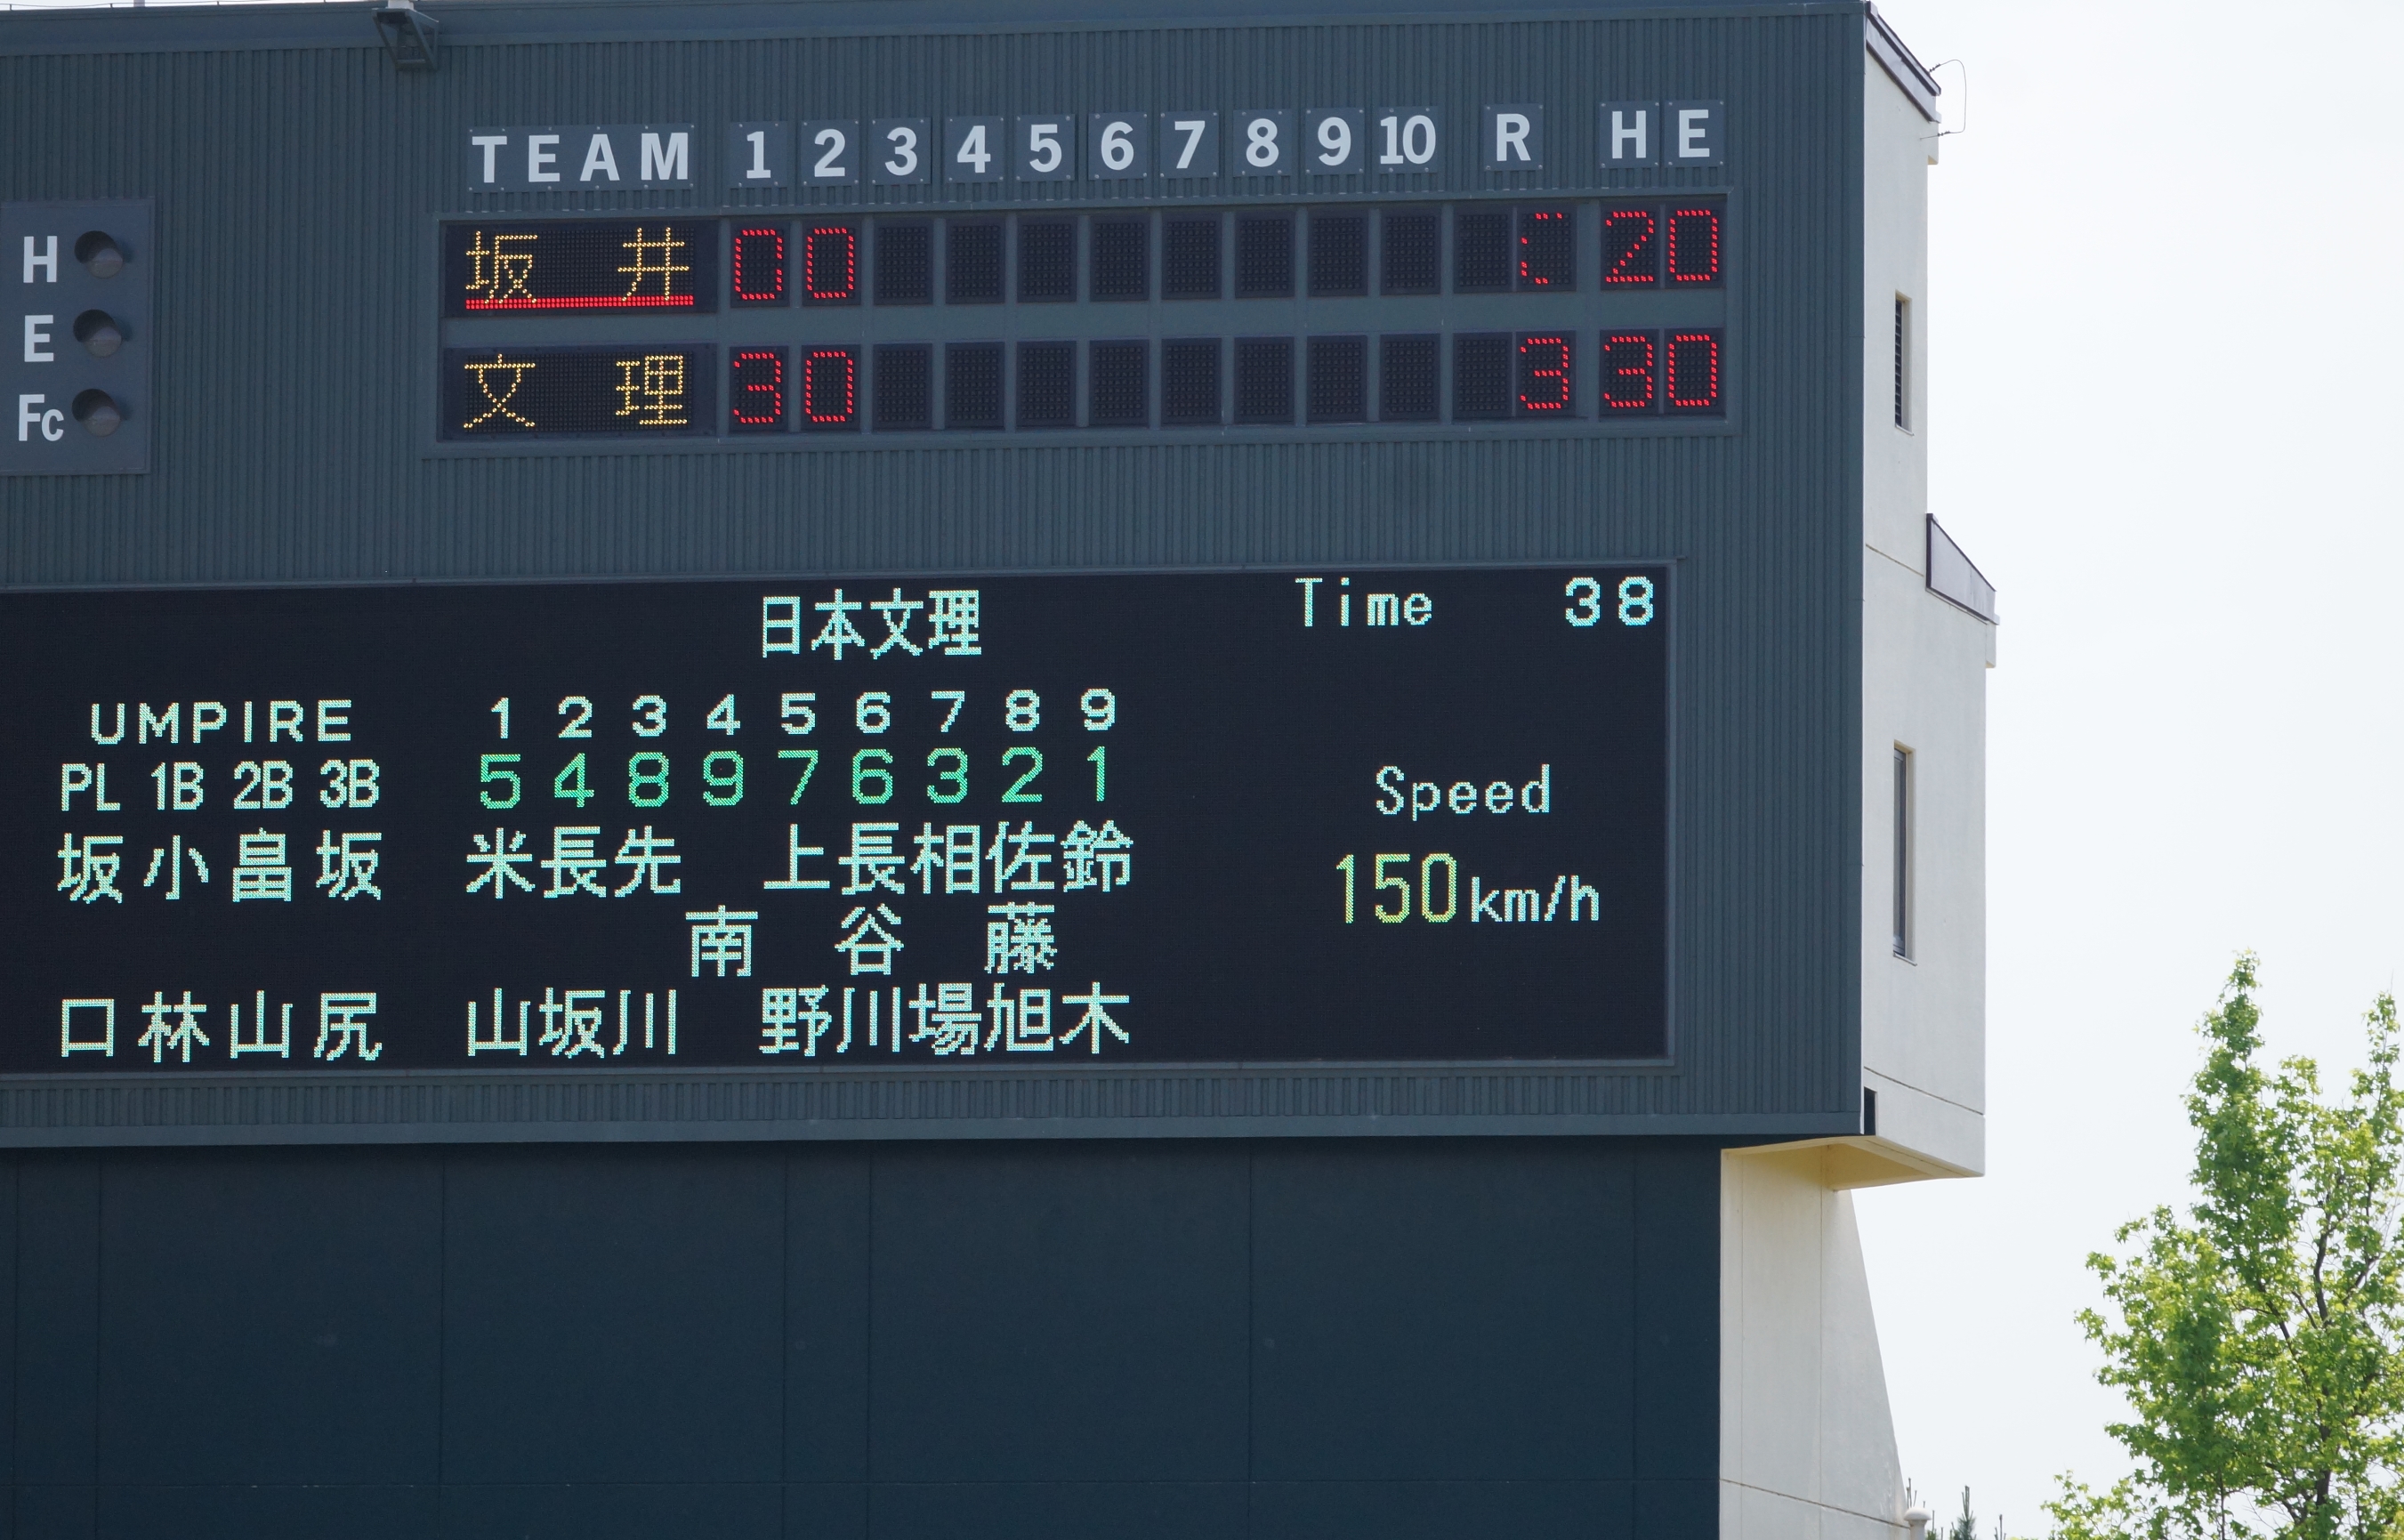 TEAM 1 2 3 4 5 6 7 8 9 10 R H E
H
坂井 0 0 2 0
E
文理 3 0 3 3 0
Fc
日本文理 Time 38
UMPIRE 1 2 3 4 5 6 7 8 9
PL 1B 2B 3B 5 4 8 9 7 6 3 2 1
Speed
坂 小 畠 坂 米 長 先 上 長 相 佐 鈴
150km/h
南 谷 藤
口 林 山 尻 山 坂 川 野 川 場 旭 木